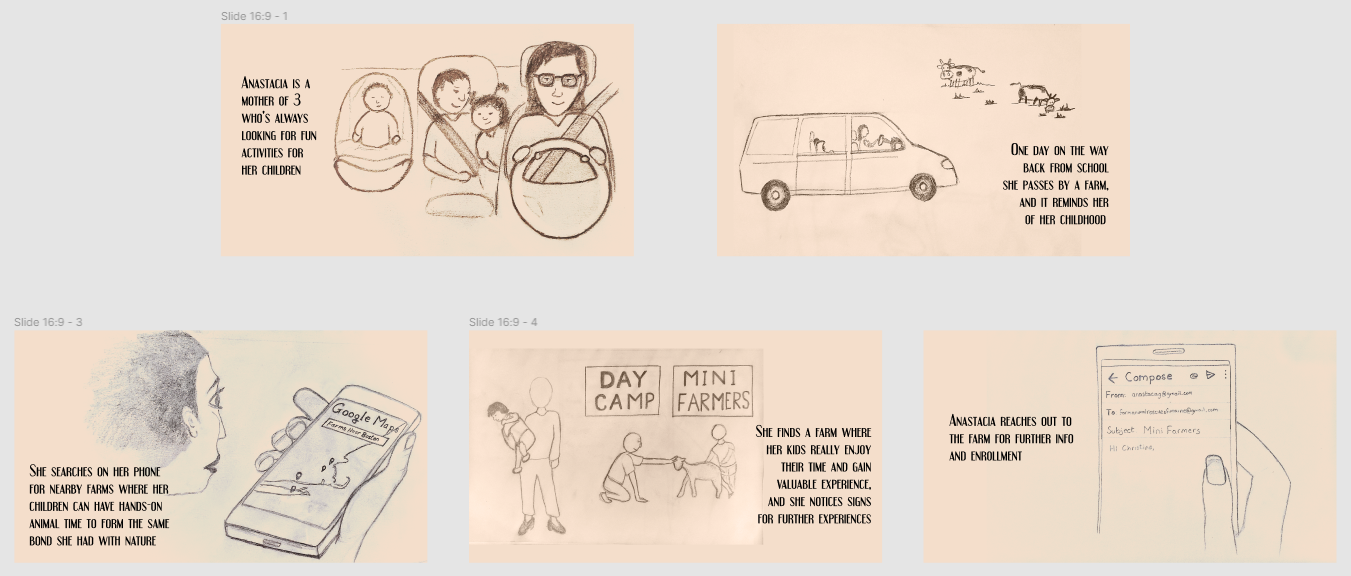 Slide 16:9 - 1
Anastacia is a
mother of 3
who's always
looking for fun
activities for
her children
One day on the way
back from school
she passes by a farm,
and it reminds her
of her childhood
Slide 16:9 - 3
Google Maps
Farms Near Boston
She searches on her phone
for nearby farms where her
children can have hands-on
animal time to form the same
bond she had with nature
Slide 16:9 - 4
DAY
CAMP
MINI
FARMERS
She finds a farm where
her kids really enjoy
their time and gain
valuable experience,
and she notices signs
for further experiences
Anastacia reaches out to
the farm for further info
and enrollment
Compose
From:
To
Subject Mini Farmers
Hi Christina,